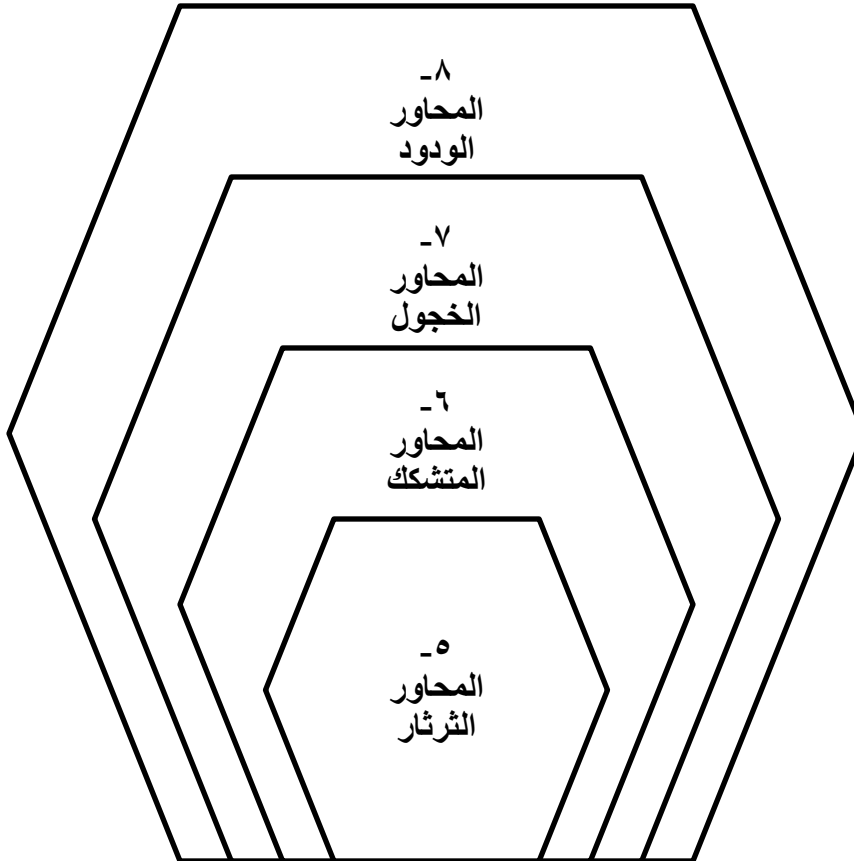 ٨-
المحاور
الودود
٧-
المحاور
الخجول
٦-
المحاور
المتشكك
٥-
المحاور
الثرثار